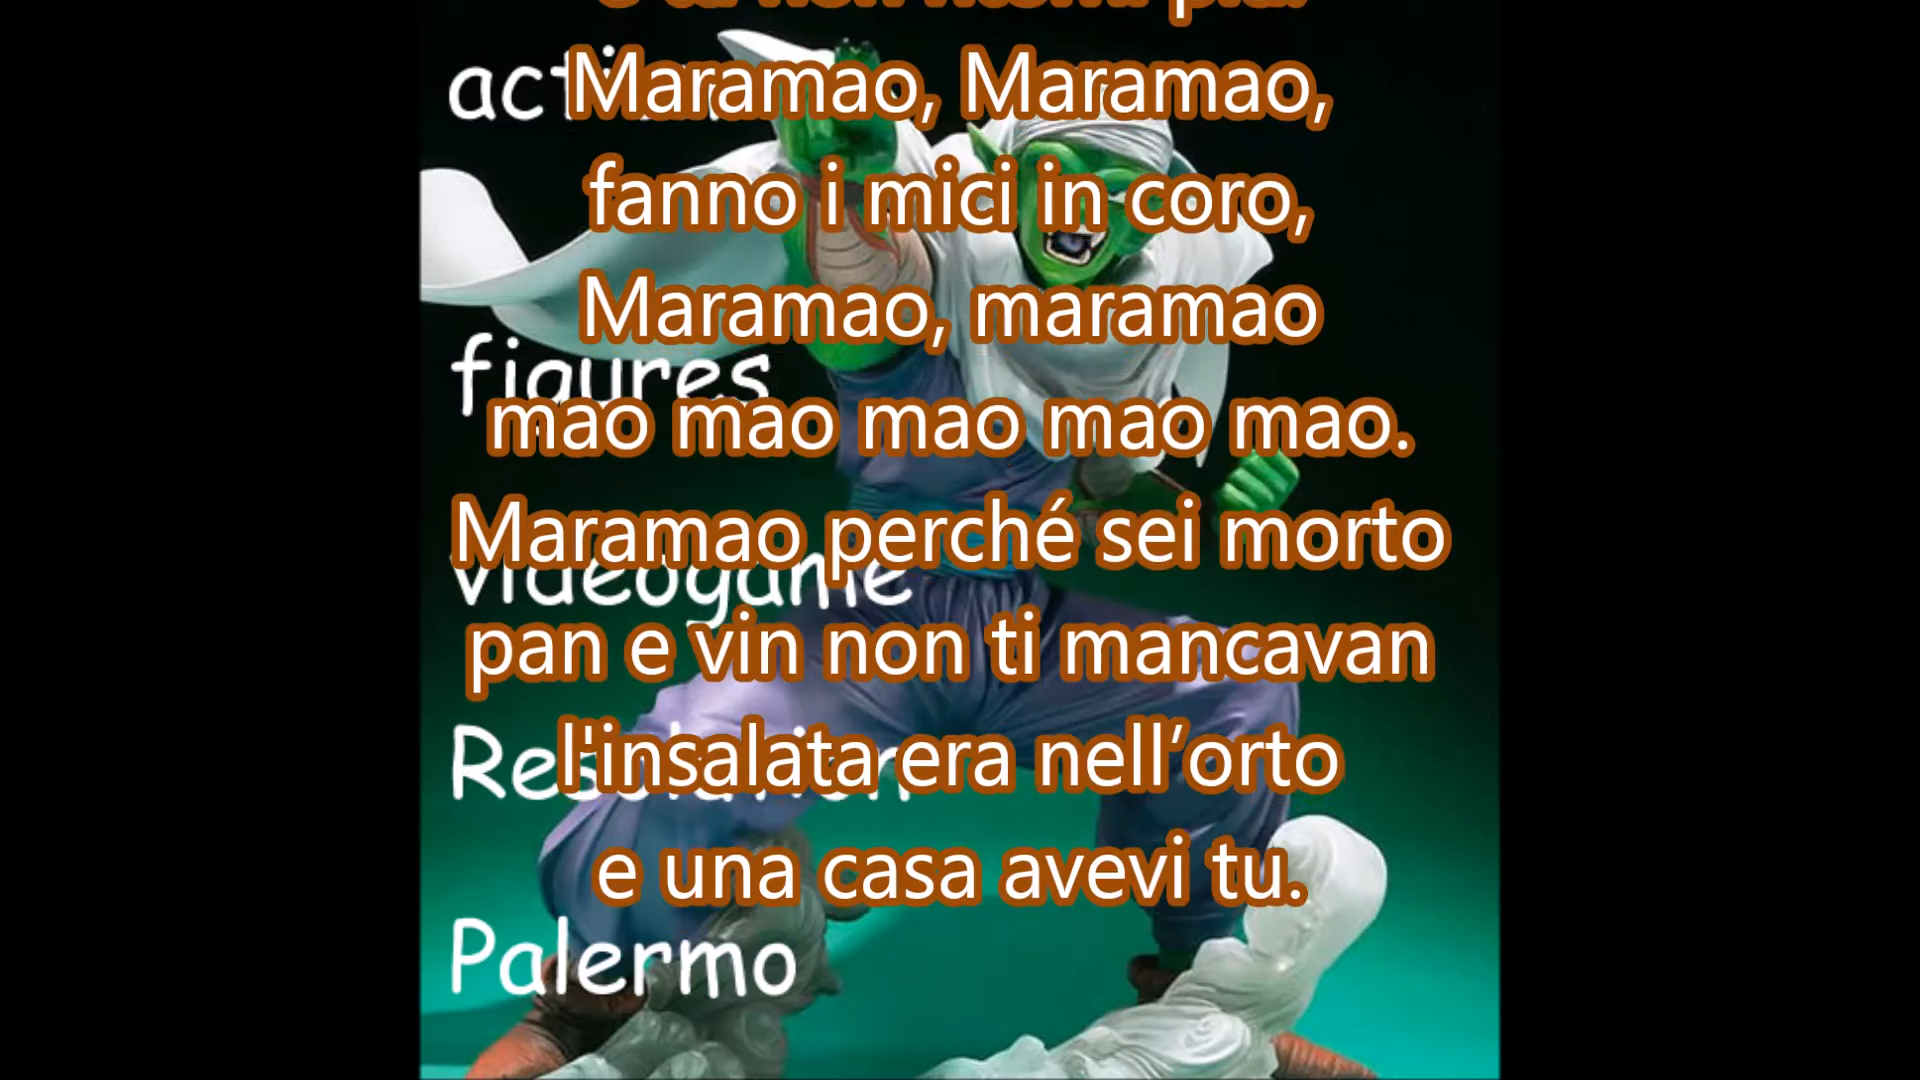 Maramao, Maramao,
fanno i mici in coro,
Maramao, maramao
mao mao mao mao mao.
Maramao perché sei morto
pan e vin non ti mancavan
l'insalata era nell’orto
e una casa avevi tu.
figures
videogame
Palermo